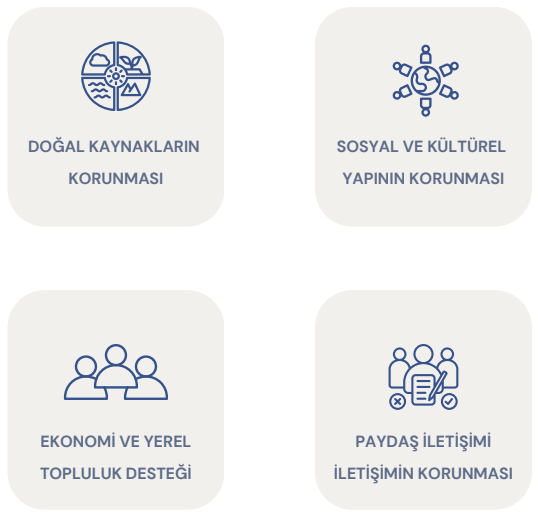 DOĞAL KAYNAKLARIN
KORUNMASI
SOSYAL VE KÜLTÜREL
YAPININ KORUNMASI
EKONOMİ VE YEREL
TOPLULUK DESTEĞİ
PAYDAŞ İLETİŞİMİ
İLETİŞİMİN KORUNMASI